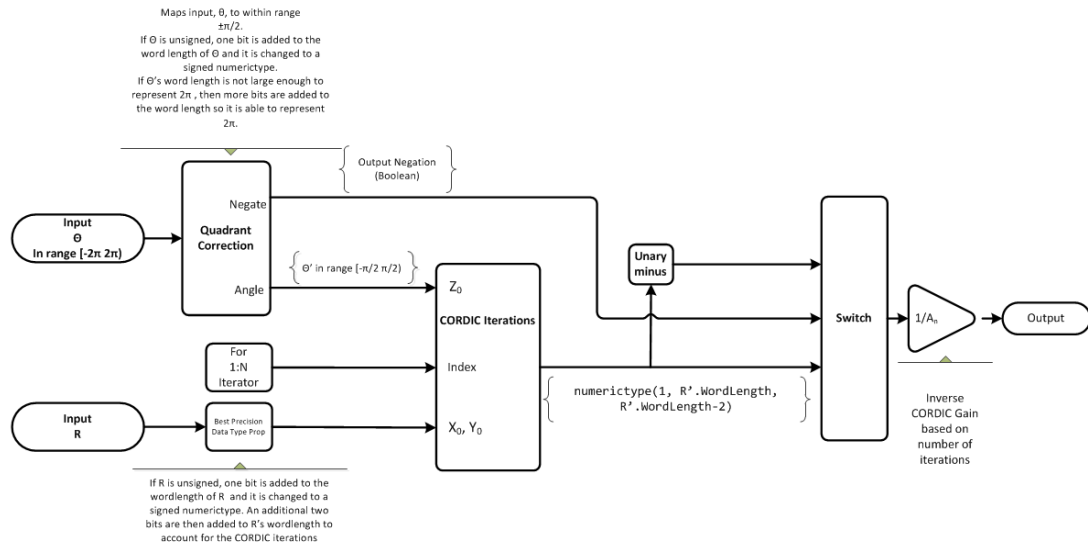 Maps input, θ, to within range
±π/2.
If Θ is unsigned, one bit is added to the
word length of Θ and it is changed to a
signed numerictype.
If Θ's word length is not large enough to
represent 2π , then more bits are added to
the word length so it is able to represent
2π.
Output Negation
(Boolean)
Input
Θ
In range [-2π 2π)
Quadrant
Correction
Negate
Angle
Θ' in range [-π/2 π/2)
Unary
minus
Z₀
CORDIC Iterations
Index
X₀, Y₀
For
1:N
Iterator
Input
R
Best Precision
Data Type Prop
numerictype(1, R'.WordLength,
R'.WordLength-2)
Switch
1/Aₙ
Output
Inverse
CORDIC Gain
based on
number of
iterations
If R is unsigned, one bit is added to the
wordlength of R and it is changed to a
signed numerictype. An additional two
bits are then added to R's wordlength to
account for the CORDIC iterations